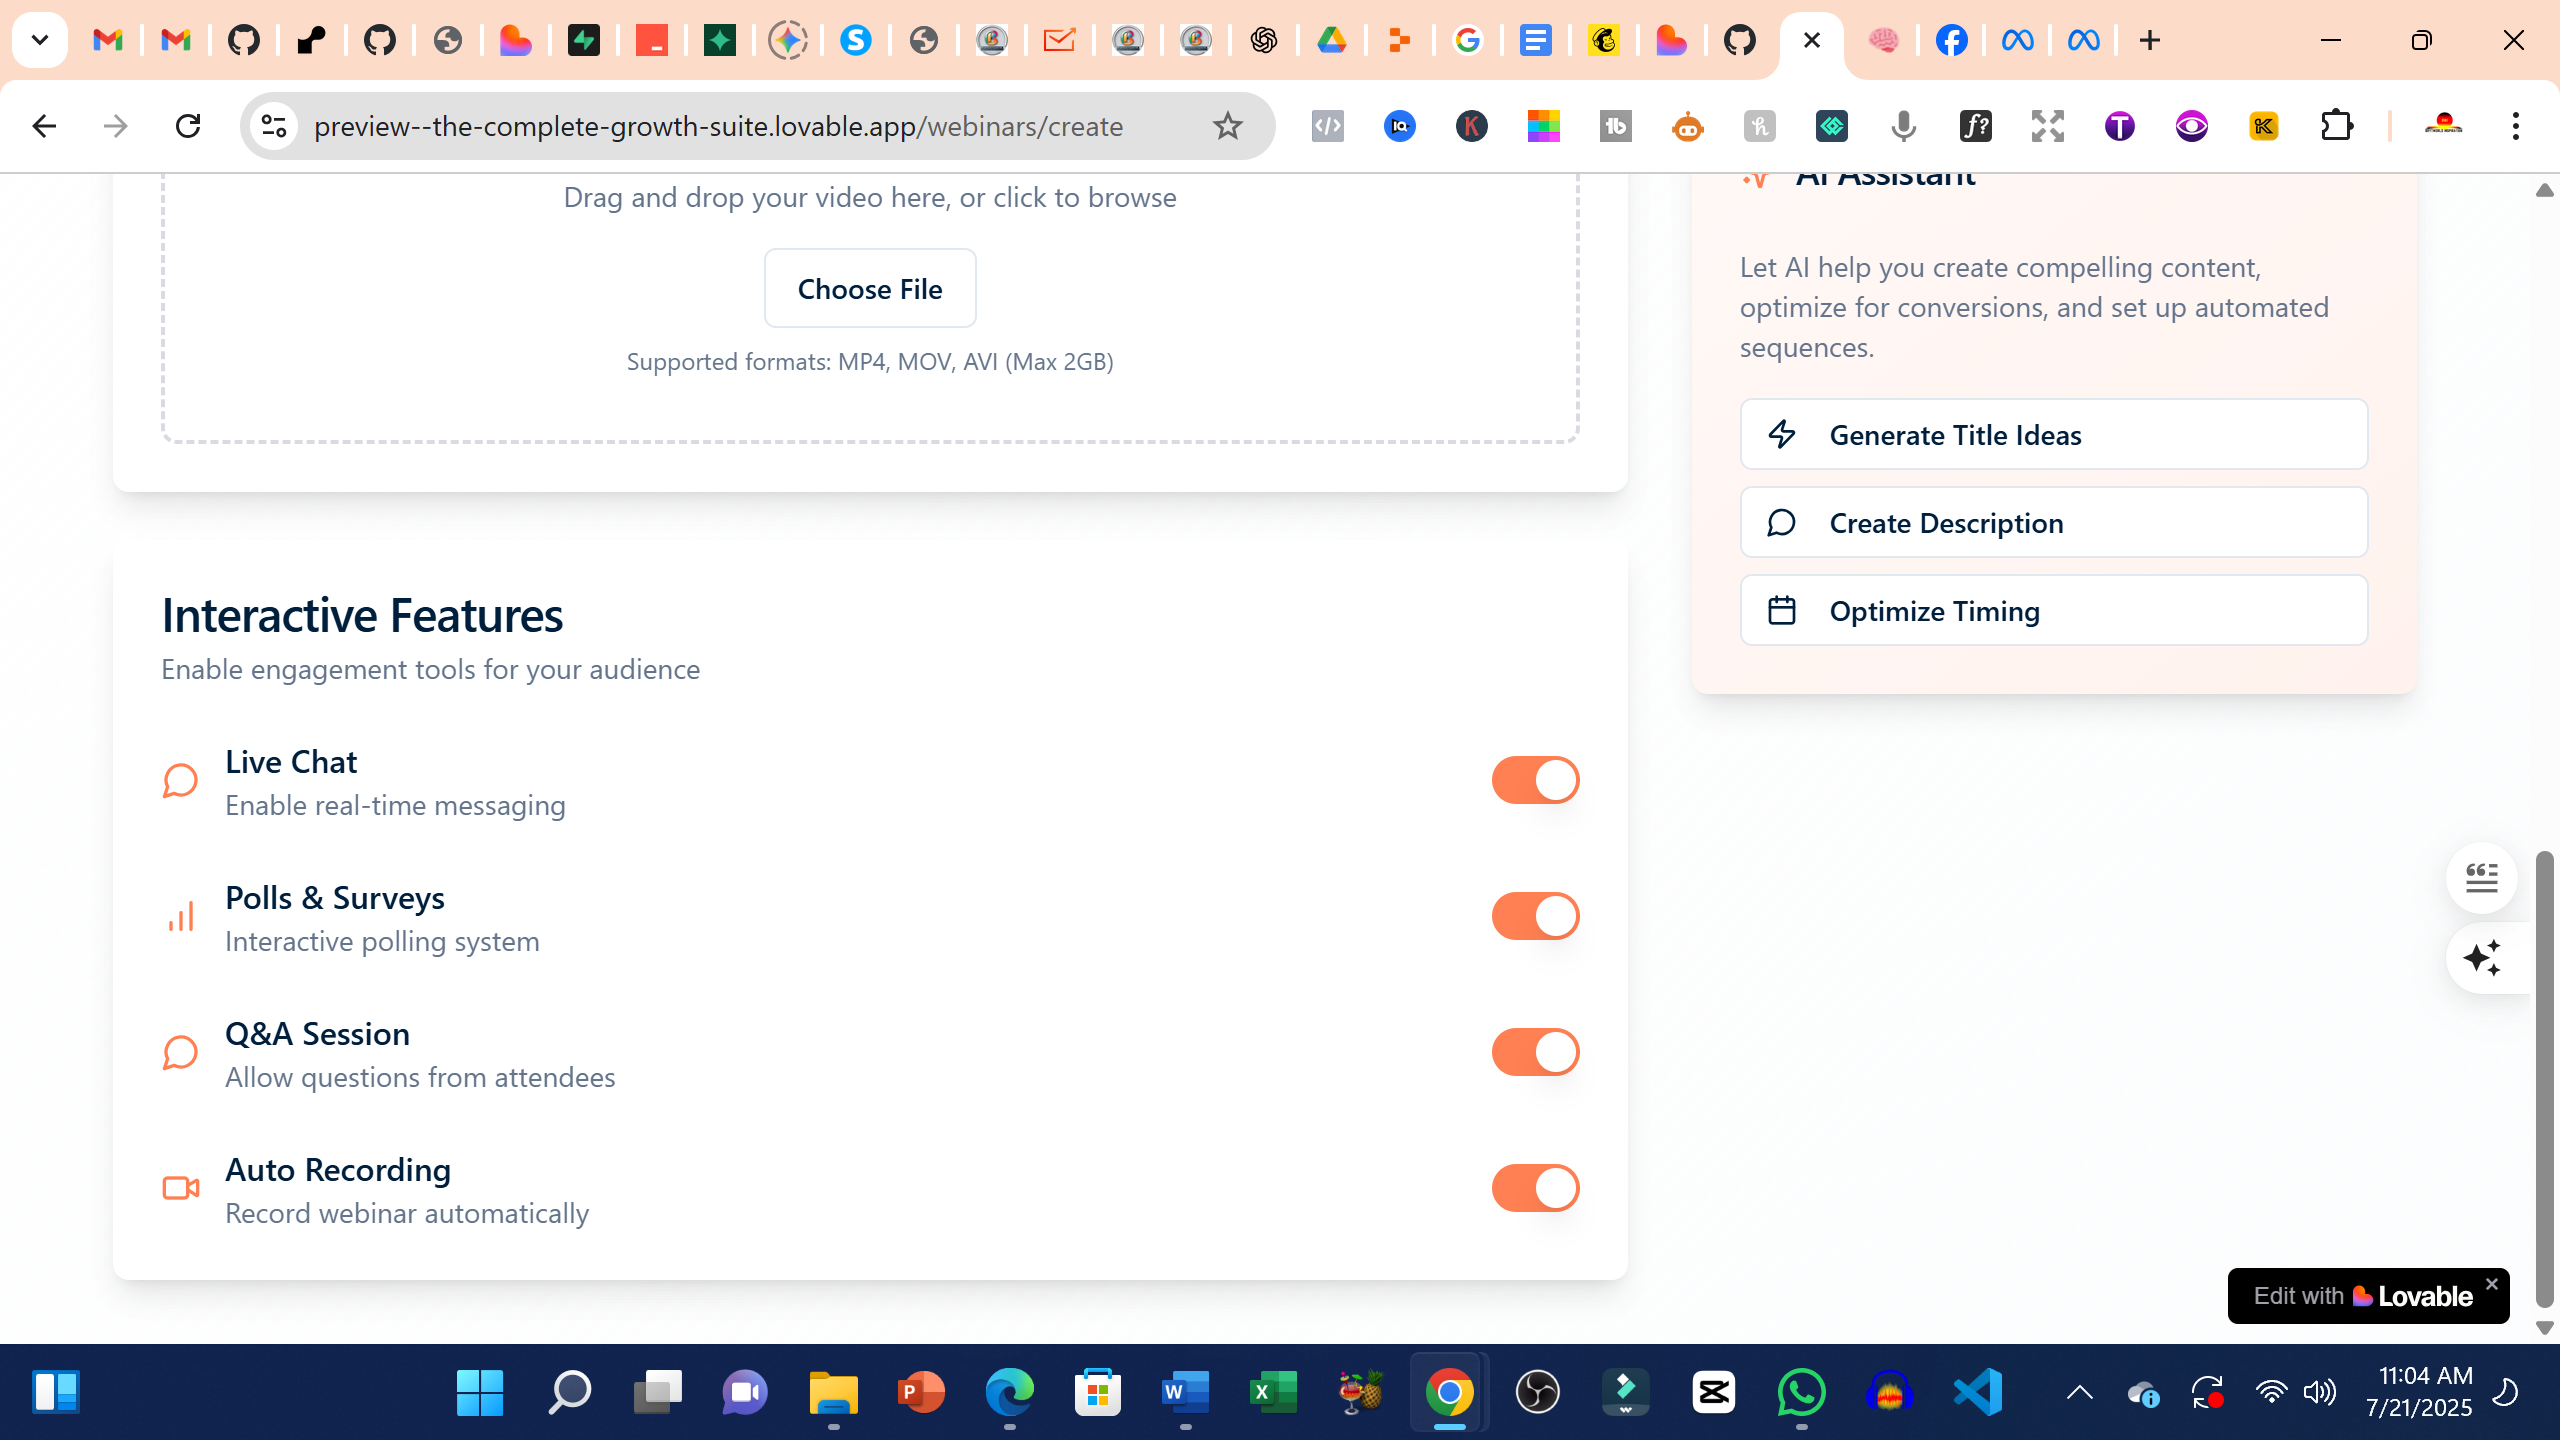 preview--the-complete-growth-suite.lovable.app/webinars/create
Drag and drop your video here, or click to browse
Choose File
Supported formats: MP4, MOV, AVI (Max 2GB)
AI Assistant
Let AI help you create compelling content,
optimize for conversions, and set up automated
sequences.
Generate Title Ideas
Create Description
Optimize Timing
Interactive Features
Enable engagement tools for your audience
Live Chat
Enable real-time messaging
Polls & Surveys
Interactive polling system
Q&A Session
Allow questions from attendees
Auto Recording
Record webinar automatically
Edit with Lovable
11:04 AM
7/21/2025